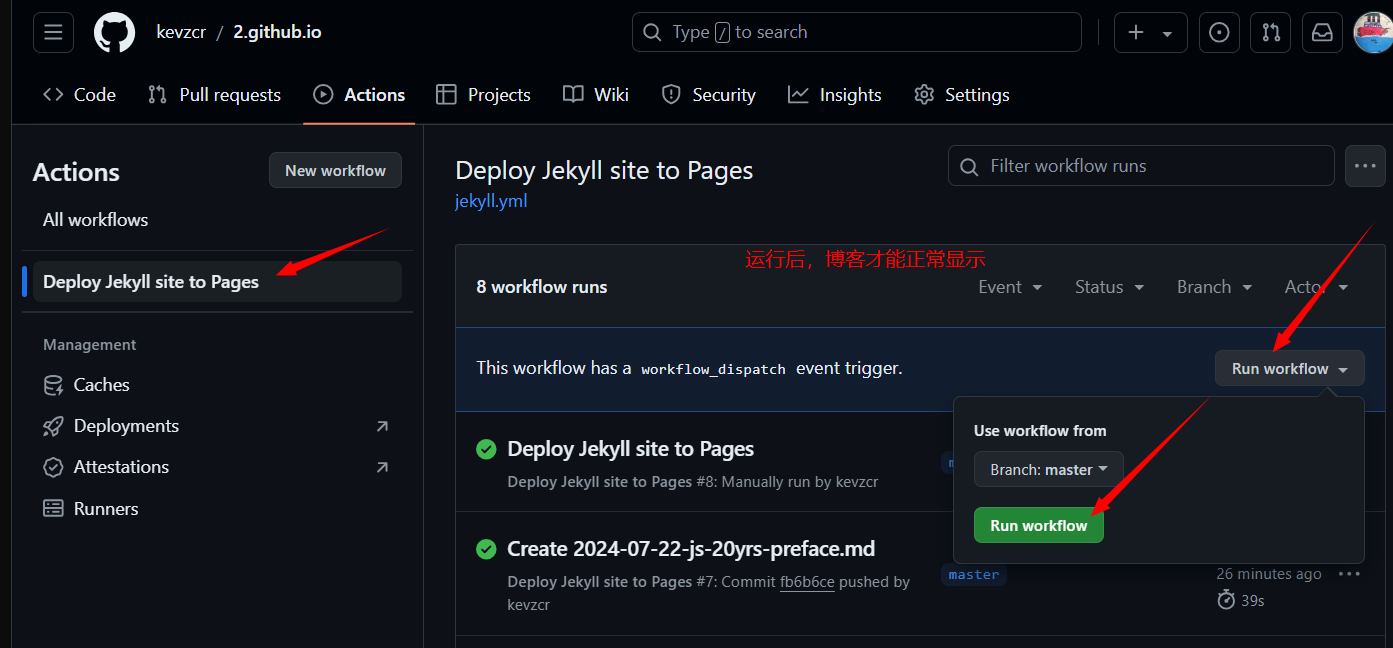 kevzcr / 2.github.io
Type / to search
Code
Pull requests
Actions
Projects
Wiki
Security
Insights
Settings
Actions
New workflow
All workflows
Deploy Jekyll site to Pages
Management
Caches
Deployments
Attestations
Runners
Deploy Jekyll site to Pages
jekyll.yml
Filter workflow runs
运行后，博客才能正常显示
8 workflow runs
Event
Status
Branch
Actor
This workflow has a workflow_dispatch event trigger.
Run workflow
Use workflow from
Branch: master
Run workflow
Deploy Jekyll site to Pages
Deploy Jekyll site to Pages #8: Manually run by kevzcr
Create 2024-07-22-js-20yrs-preface.md
Deploy Jekyll site to Pages #7: Commit fb6b6ce pushed by
kevzcr
master
26 minutes ago
39s